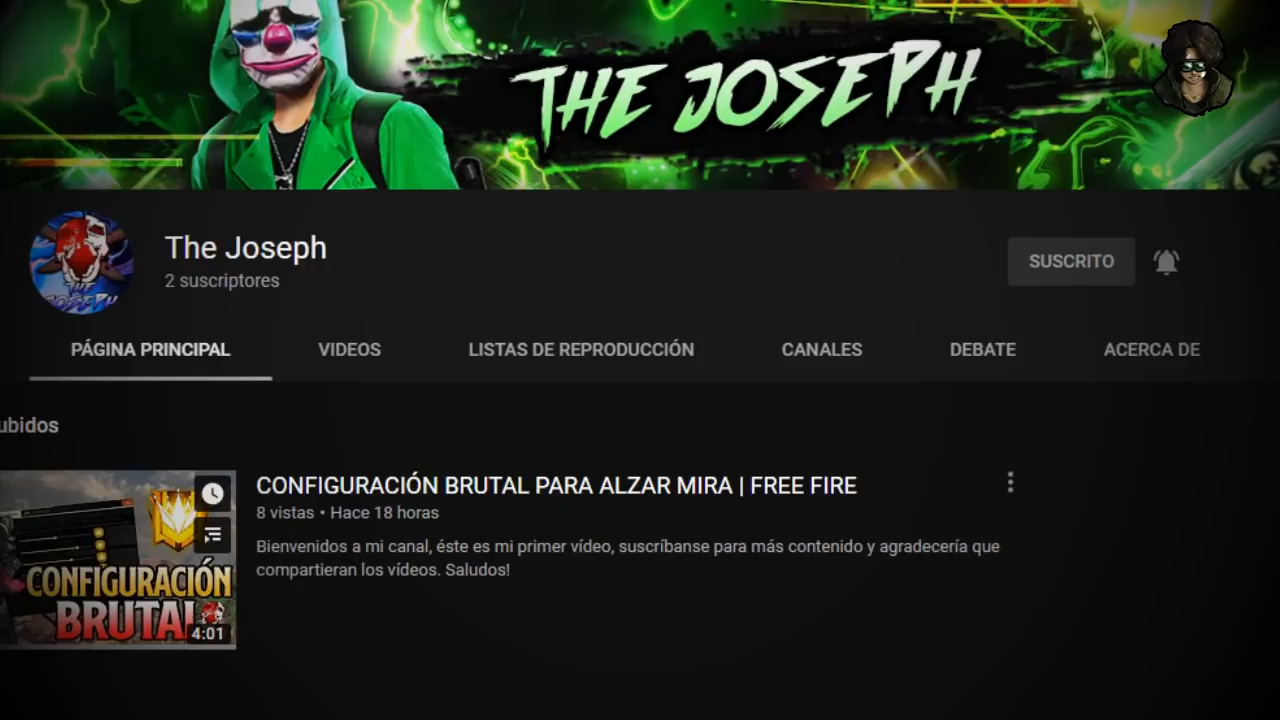 THE JOSEPH
THE JOSEPH
The Joseph
2 suscriptores
SUSCRITO
PÁGINA PRINCIPAL
VIDEOS
LISTAS DE REPRODUCCIÓN
CANALES
DEBATE
ACERCA DE
ubidos
CONFIGURACIÓN
BRUTAL
4:01
CONFIGURACIÓN BRUTAL PARA ALZAR MIRA | FREE FIRE
8 vistas • Hace 18 horas
Bienvenidos a mi canal, éste es mi primer vídeo, suscríbanse para más contenido y agradecería que
compartieran los vídeos. Saludos!